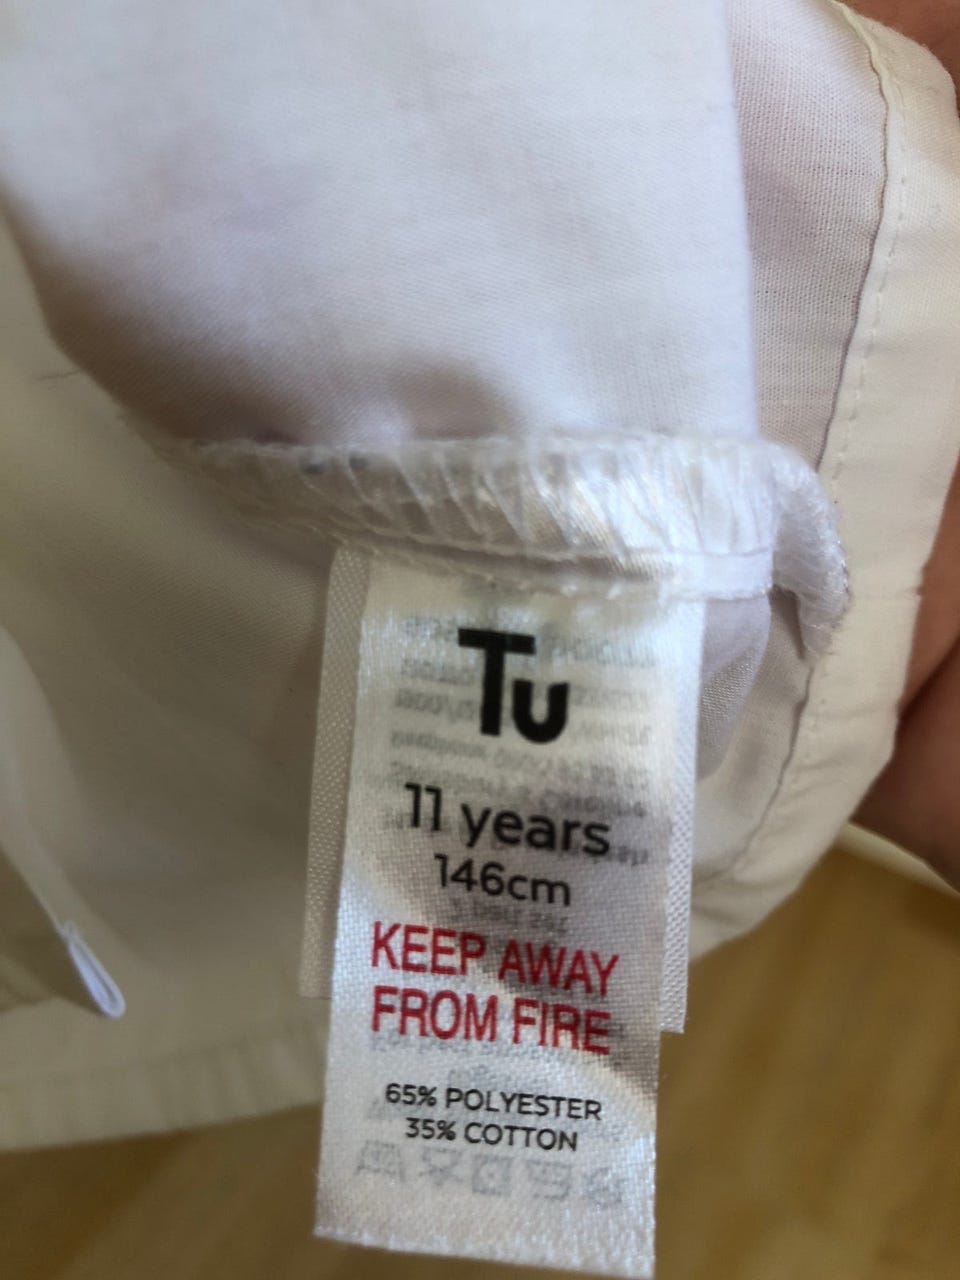 Tu
11 years
146cm
KEEP AWAY
FROM FIRE
65% POLYESTER
35% COTTON